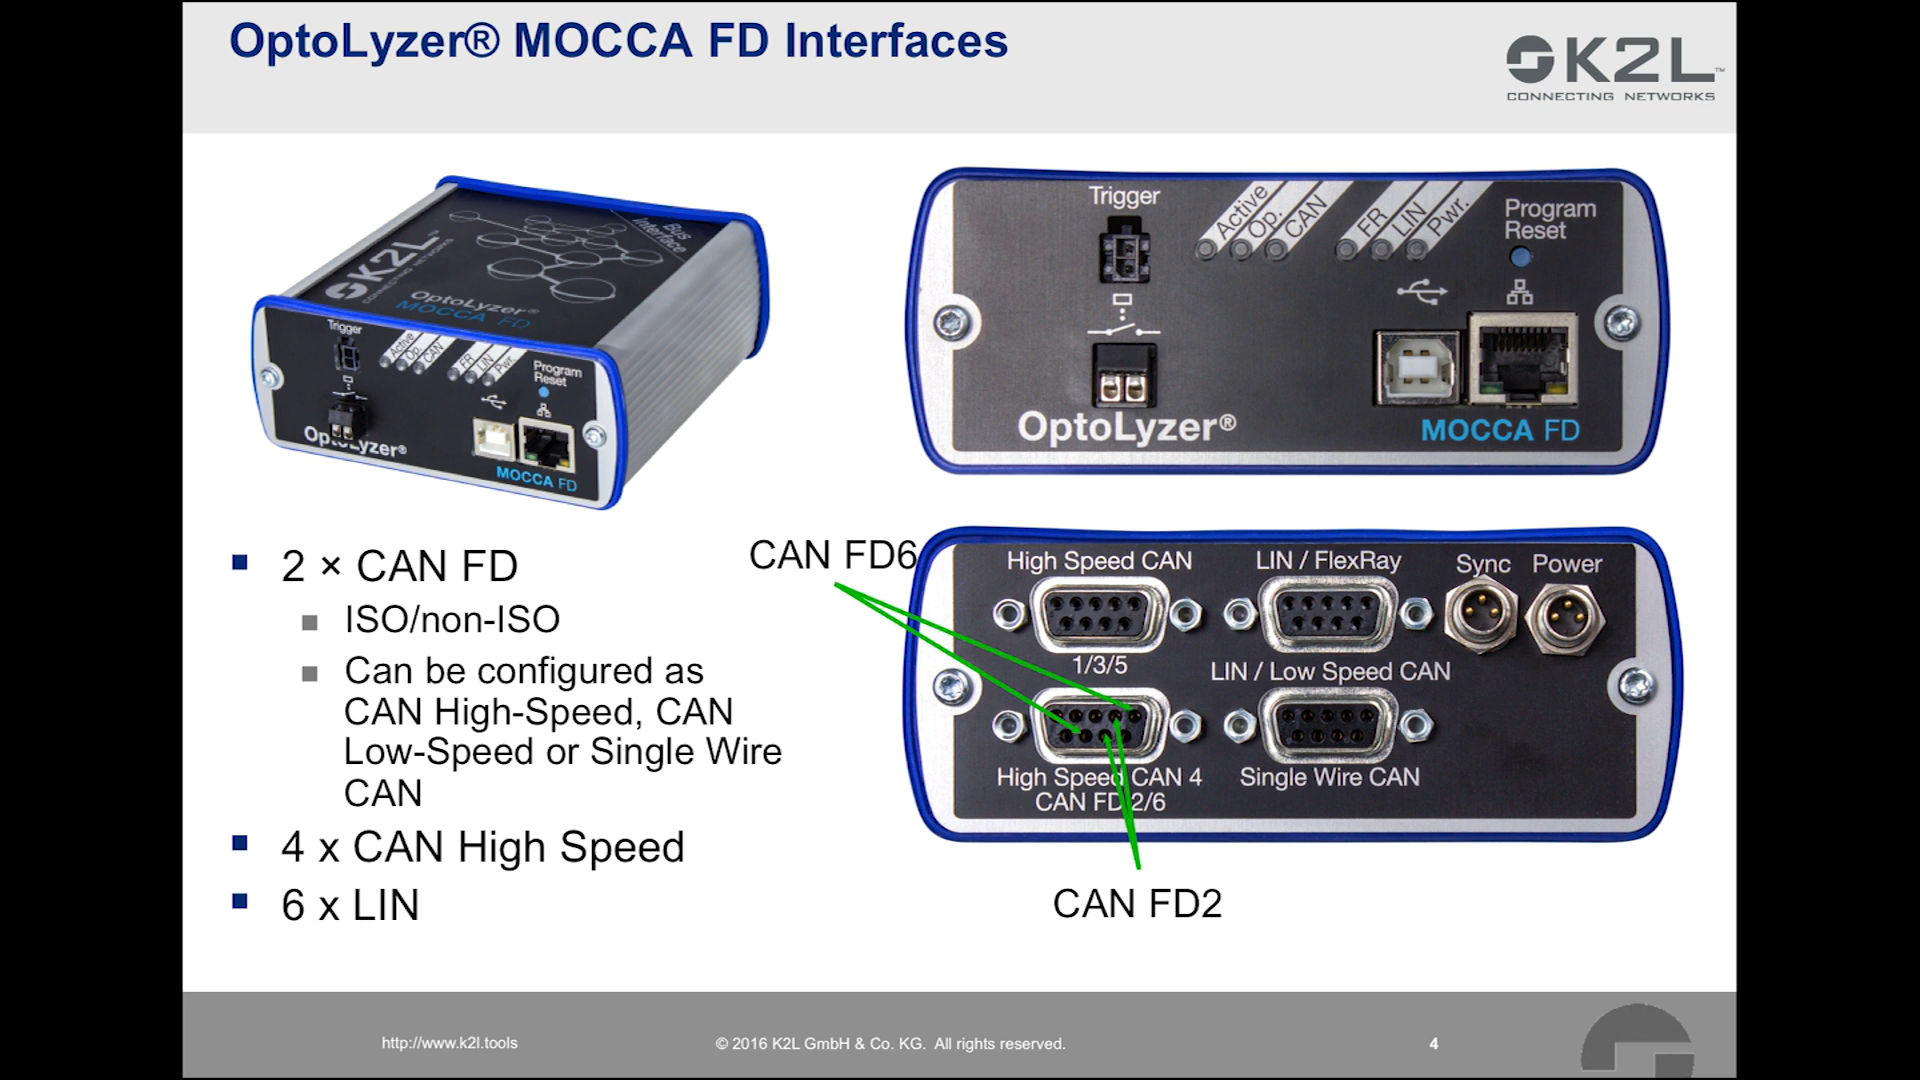 OptoLyzer® MOCCA FD Interfaces
K2L™
CONNECTING NETWORKS
Bus
Interface
K2L™
CONNECTING NETWORKS
OptoLyzer®
MOCCA FD
Trigger
Active
Op.
CAN
FR
LIN
Pwr.
Program
Reset
OptoLyzer®
MOCCA FD
Trigger
Active
Op.
CAN
FR
LIN
Pwr.
Program
Reset
OptoLyzer®
MOCCA FD
2 × CAN FD
ISO/non-ISO
Can be configured as
CAN High-Speed, CAN
Low-Speed or Single Wire
CAN
4 x CAN High Speed
6 x LIN
CAN FD6
High Speed CAN
LIN / FlexRay
Sync
Power
1/3/5
LIN / Low Speed CAN
High Speed CAN 4
CAN FD 2/6
Single Wire CAN
CAN FD2
http://www.k2l.tools
© 2016 K2L GmbH & Co. KG. All rights reserved.
4